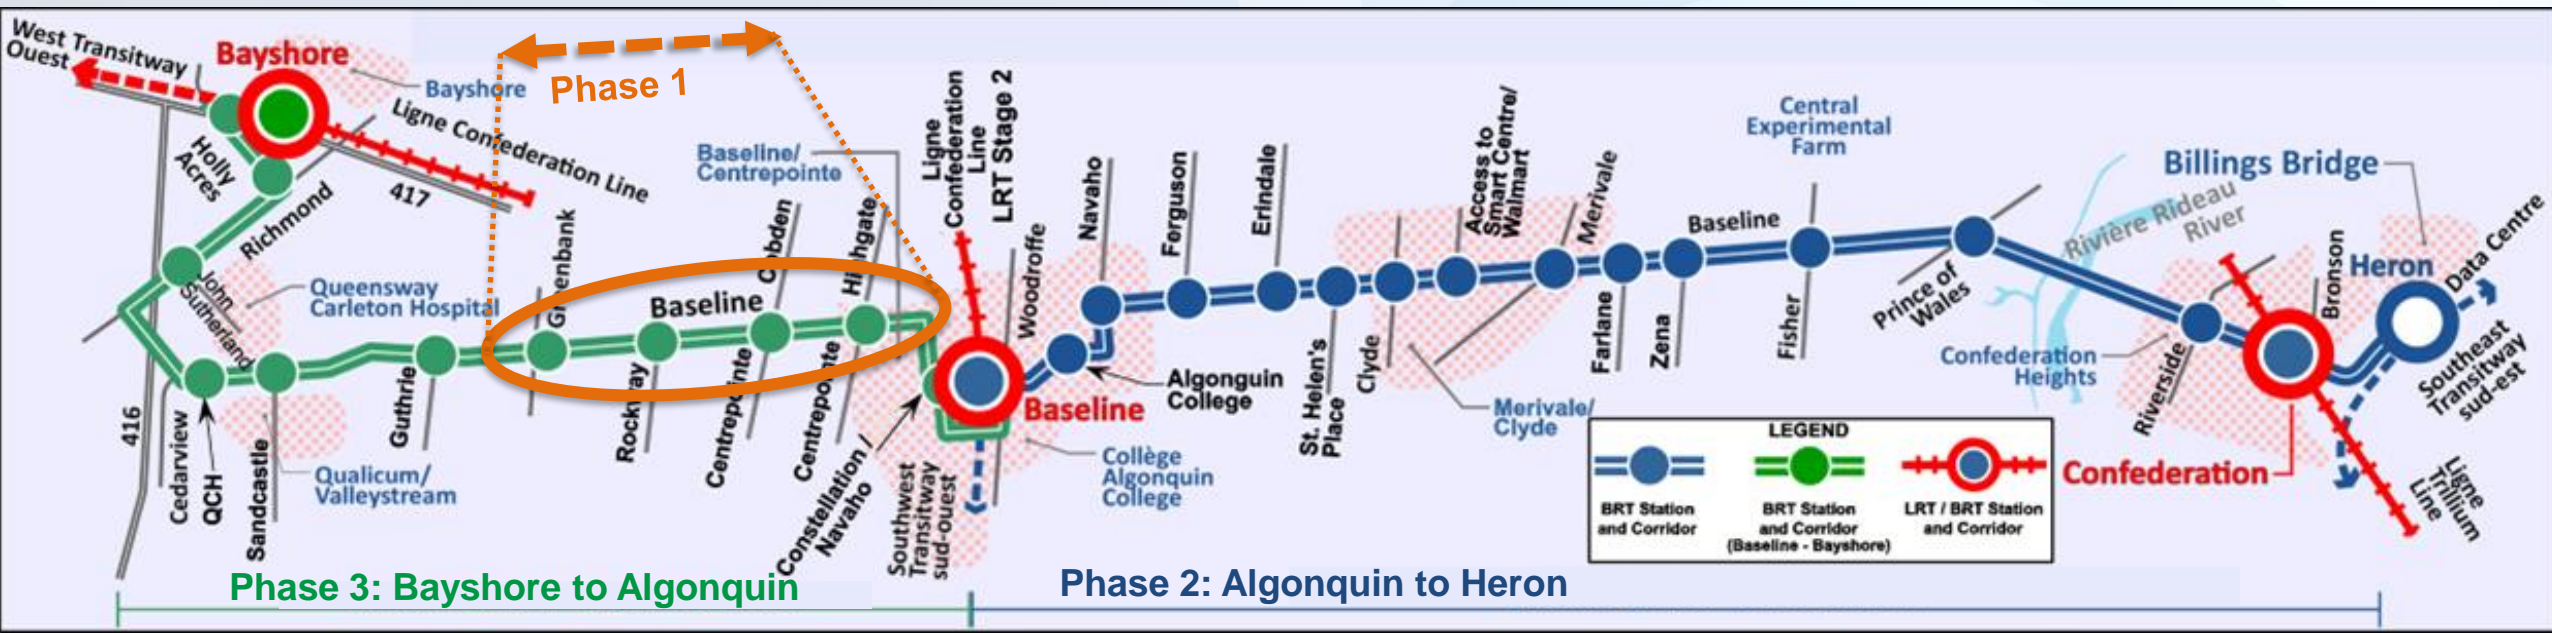 West Transitway
Ouest
Bayshore
Bayshore
Phase 1
Ligne Confederation Line
417
Holly
Acres
Richmond
John
Sutherland
Queensway
Carleton Hospital
416
Cedarview
QCH
Sandcastle
Qualicum/
Valleystream
Guthrie
Greenbank
Baseline
Rockway
Cobden
Centrepointe
Highgate
Centrepointe
Baseline/
Centrepointe
Constellation /
Navaho
Southwest
Transitway
sud-ouest
Ligne
Confederation
Line
LRT Stage 2
Woodroffe
Baseline
Collège
Algonquin
College
Algonguin
College
Navaho
Ferguson
Erindale
St. Helen's
Place
Clyde
Access to
Smart Centre/
Walmart
Merivale
Merivale/
Clyde
Farlane
Zena
Baseline
Central
Experimental
Farm
Fisher
Prince of
Wales
Rivière Rideau
River
Billings Bridge
Confederation
Heights
Riverside
Bronson
Heron
Data Centre
Southeast
Transitway
sud-est
Confederation
Ligne
Trillium
Line
LEGEND
BRT Station
and Corridor
BRT Station
and Corridor
(Baseline - Bayshore)
LRT / BRT Station
and Corridor
Phase 3: Bayshore to Algonquin
Phase 2: Algonquin to Heron